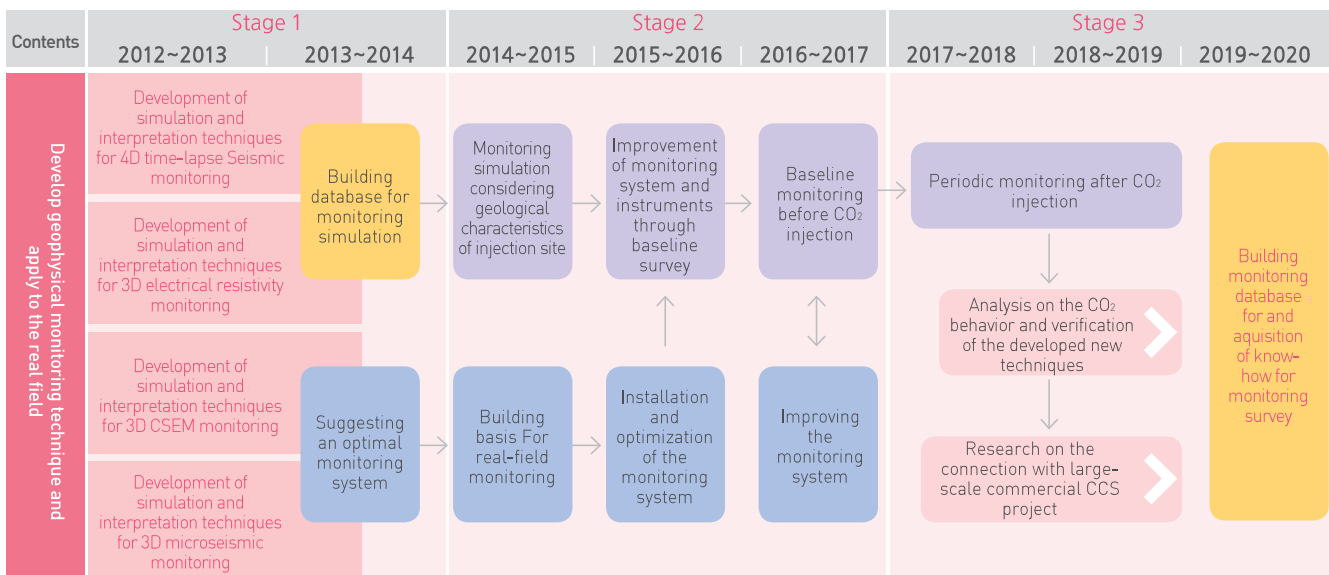 Contents
Stage 1
Stage 2
Stage 3
2012~2013
2013~2014
2014~2015
2015~2016
2016~2017
2017~2018
2018~2019
2019~2020
Develop geophysical monitoring technique and
apply to the real field
Development of
simulation and
interpretation techniques
for 4D time-lapse Seismic
monitoring
Development of
simulation and
interpretation techniques
for 3D electrical resistivity
monitoring
Development of
simulation and
interpretation techniques
for 3D CSEM monitoring
Development of
simulation and
interpretation techniques
for 3D microseismic
monitoring
Building
database for
monitoring
simulation
Suggesting
an optimal
monitoring
system
Monitoring
simulation
considering
geological
characteristics
of injection site
Building
basis For
real-field
monitoring
Improvement
of monitoring
system and
instruments
through
baseline
survey
Installation
and
optimization
of the
monitoring
system
Baseline
monitoring
before CO₂
injection
Improving
the
monitoring
system
Periodic monitoring after CO₂
injection
Analysis on the CO₂
behavior and verification
of the developed new
techniques
Research on the
connection with large-
scale commercial CCS
project
Building
monitoring
database
for and
aquisition
of know-
how for
monitoring
survey